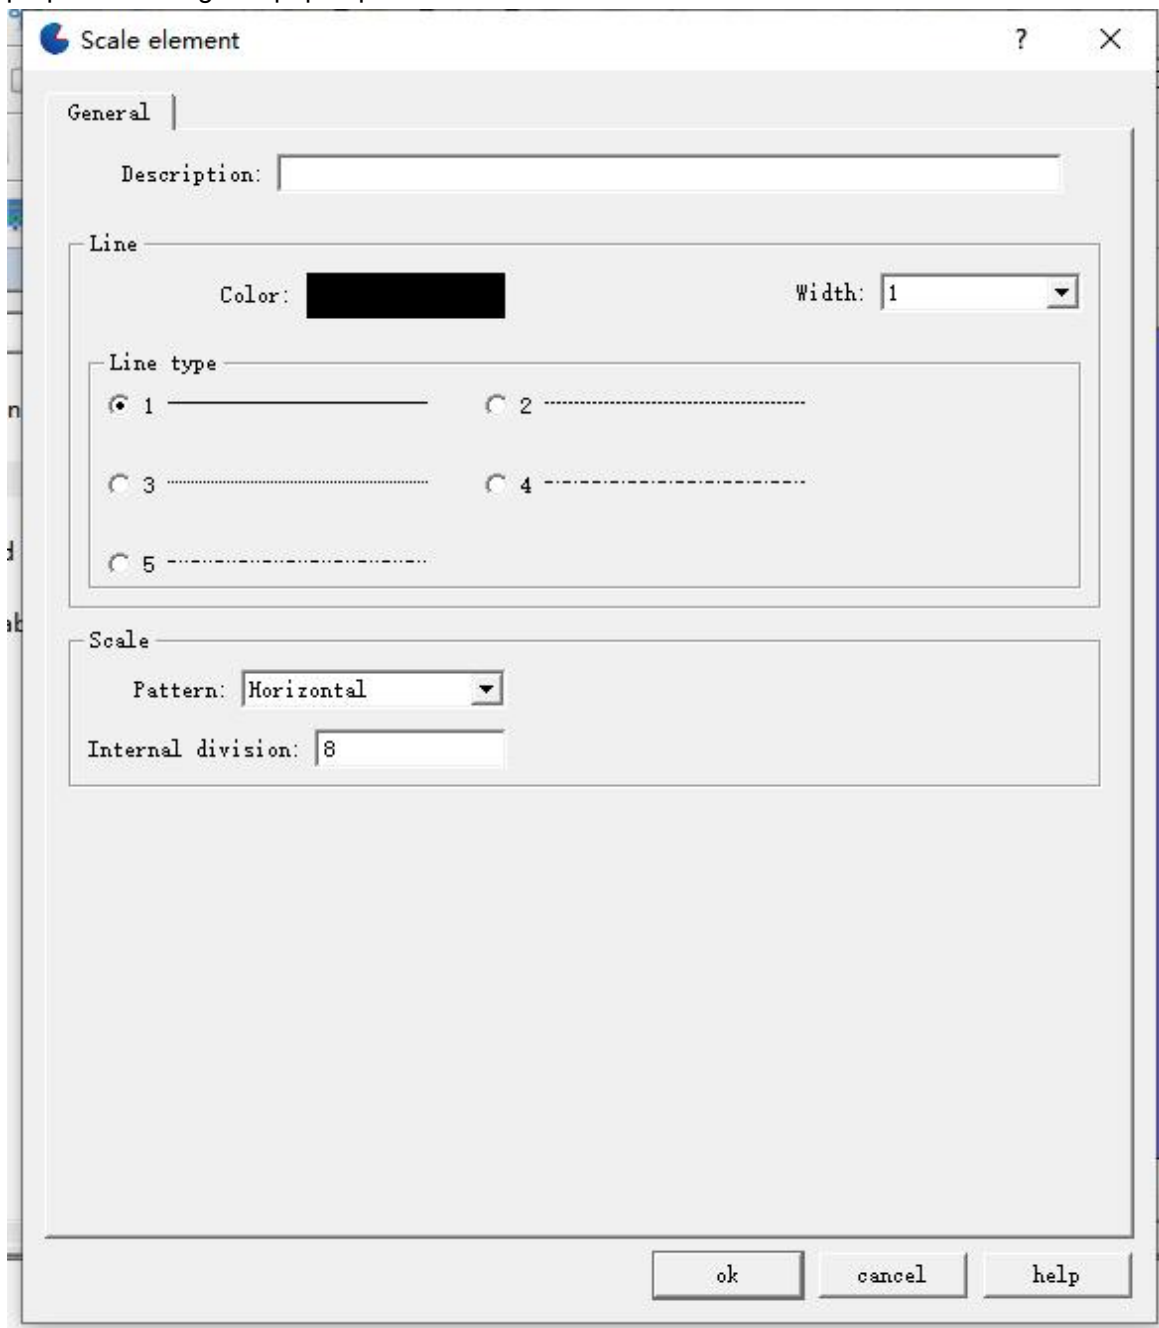 Scale element ? ×
General
Description:
Line
Color: Width: 1
Line type
1 2
3 4
5
Scale
Pattern: Horizontal
Internal division: 8
ok cancel help